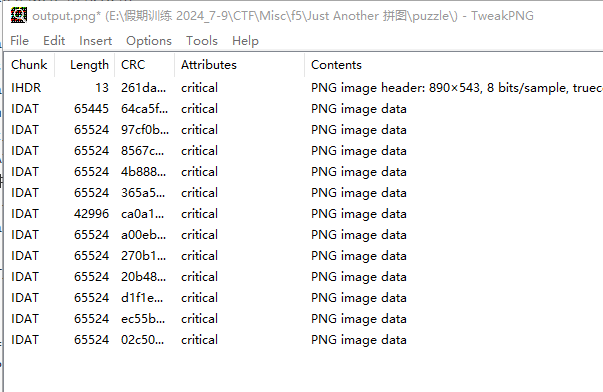 output.png* (E:\假期训练 2024_7-9\CTF\Misc\f5\Just Another 拼图\puzzle\) - TweakPNG
File Edit Insert Options Tools Help
Chunk Length CRC Attributes Contents
IHDR 13 261da... critical PNG image header: 890×543, 8 bits/sample, truec
IDAT 65445 64ca5f... critical PNG image data
IDAT 65524 97cf0b... critical PNG image data
IDAT 65524 8567c... critical PNG image data
IDAT 65524 4b888... critical PNG image data
IDAT 65524 365a5... critical PNG image data
IDAT 42996 ca0a1... critical PNG image data
IDAT 65524 a00eb... critical PNG image data
IDAT 65524 270b1... critical PNG image data
IDAT 65524 20b48... critical PNG image data
IDAT 65524 d1f1e... critical PNG image data
IDAT 65524 ec55b... critical PNG image data
IDAT 65524 02c50... critical PNG image data